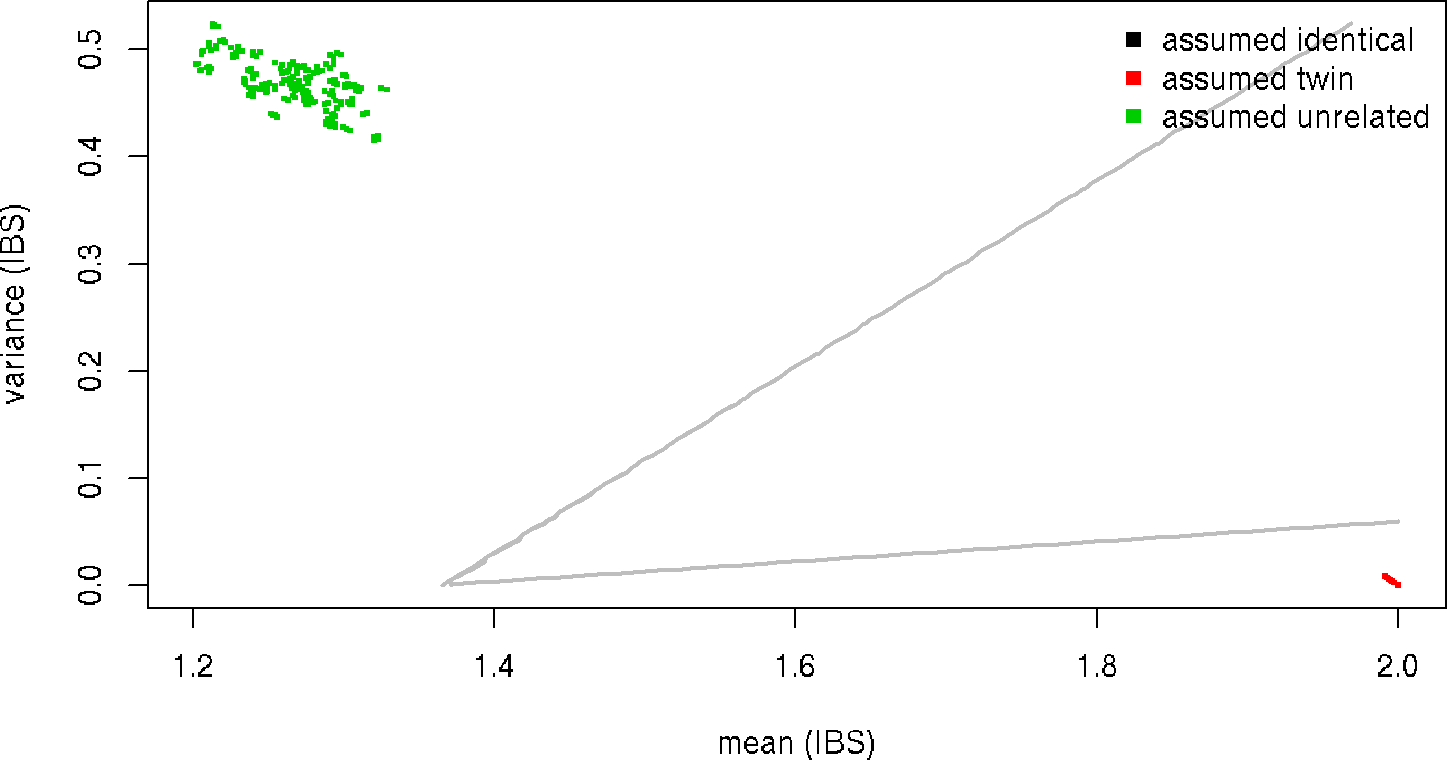 assumed identical
assumed twin
assumed unrelated
variance (IBS)
0.5
0.4
0.3
0.2
0.1
0.0
1.2 1.4 1.6 1.8 2.0
mean (IBS)